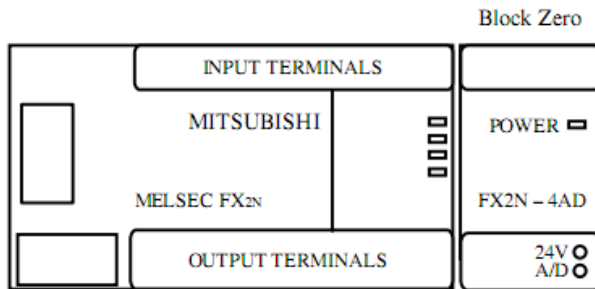 Block Zero
INPUT TERMINALS
MITSUBISHI
POWER
MELSEC FX2N
FX2N – 4AD
OUTPUT TERMINALS
24V
A/D